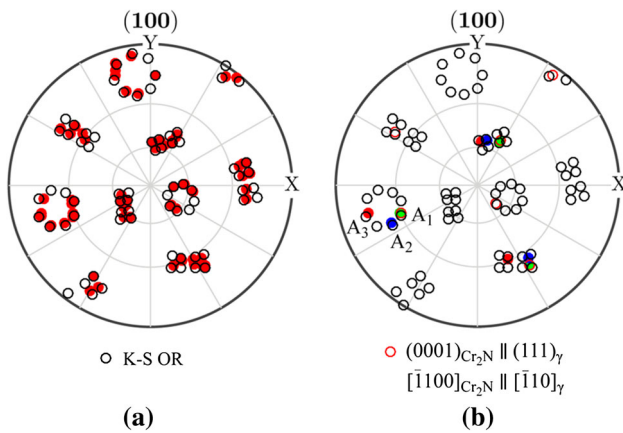 (100)
(100)
Y
Y
X
X
A₁
A₂
A₃
K-S OR
(0001)Cr₂N ∥ (111)γ
[1̄100]Cr₂N ∥ [1̄10]γ
(a)
(b)